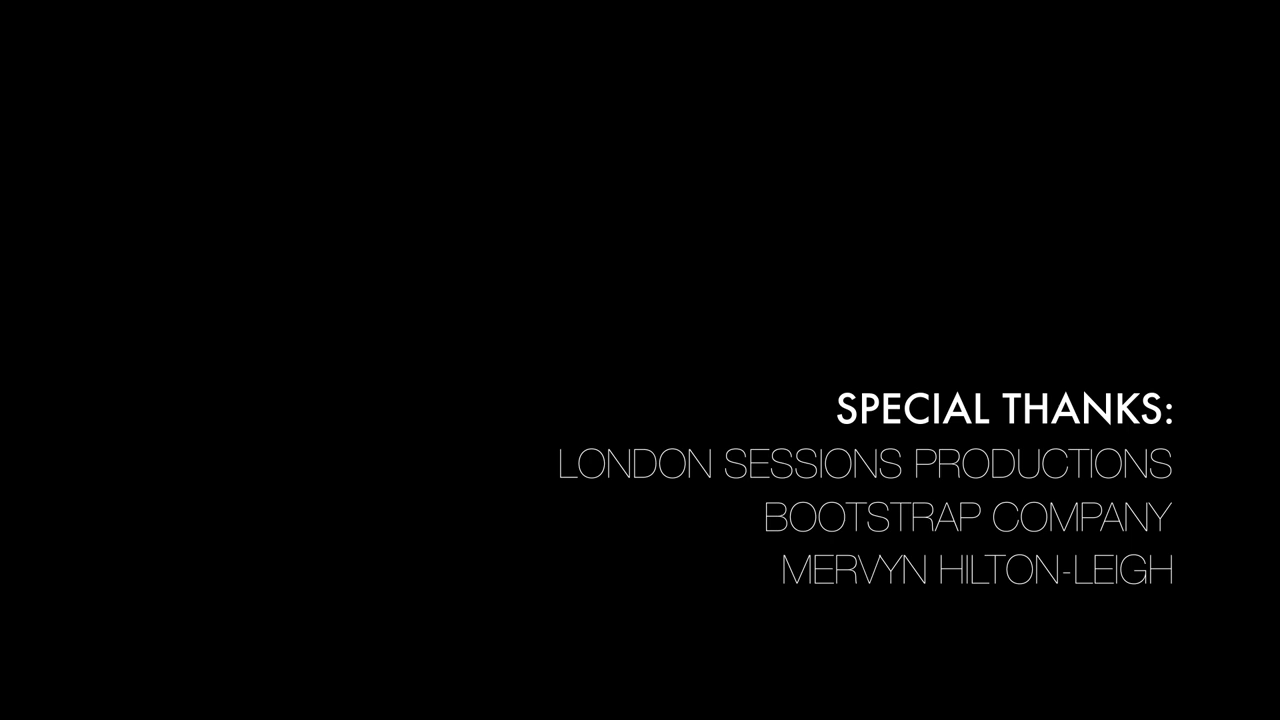 SPECIAL THANKS:
LONDON SESSIONS PRODUCTIONS
BOOTSTRAP COMPANY
MERVYN HILTON-LEIGH